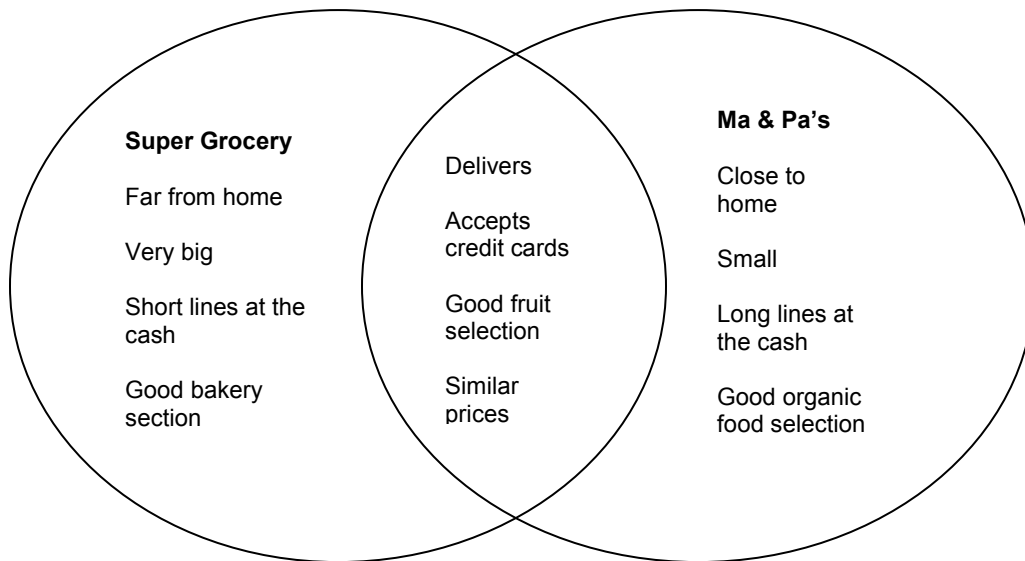 Super Grocery
Far from home
Very big
Short lines at the
cash
Good bakery
section
Delivers
Accepts
credit cards
Good fruit
selection
Similar
prices
Ma & Pa’s
Close to
home
Small
Long lines at
the cash
Good organic
food selection